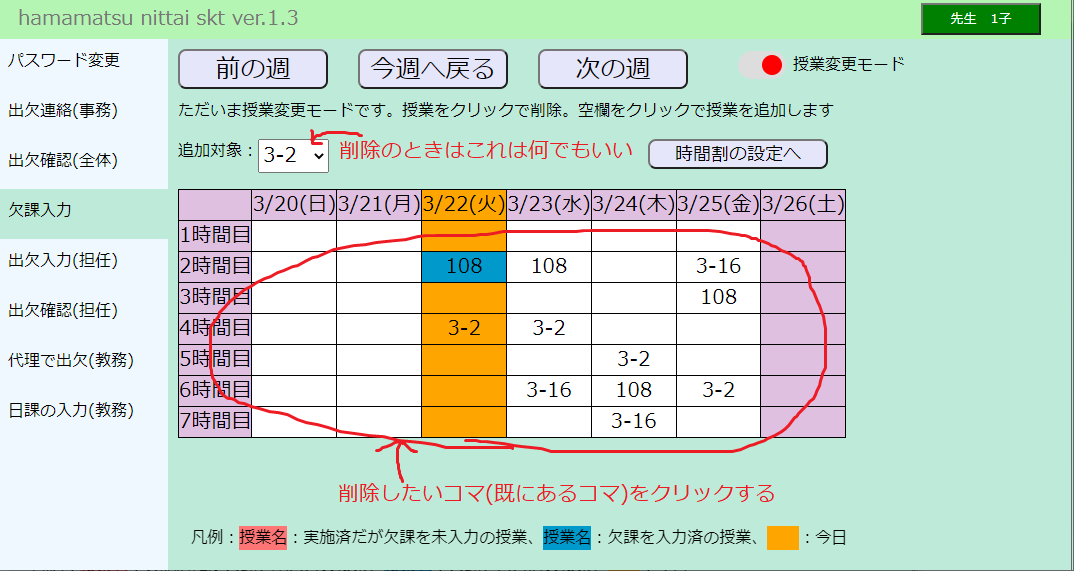 hamamatsu nittai skt ver.1.3
先生　1子
パスワード変更
出欠連絡(事務)
出欠確認(全体)
欠課入力
出欠入力(担任)
出欠確認(担任)
代理で出欠(教務)
日課の入力(教務)
前の週 今週へ戻る 次の週 授業変更モード
ただいま授業変更モードです。授業をクリックで削除。空欄をクリックで授業を追加します
追加対象： 3-2 削除のときはこれは何でもいい 時間割の設定へ
3/20(日) 3/21(月) 3/22(火) 3/23(水) 3/24(木) 3/25(金) 3/26(土)
1時間目
2時間目 108 108 3-16
3時間目 108
4時間目 3-2 3-2
5時間目 3-2
6時間目 3-16 108 3-2
7時間目 3-16
削除したいコマ(既にあるコマ)をクリックする
凡例：授業名：実施済だが欠課を未入力の授業、授業名：欠課を入力済の授業、　：今日